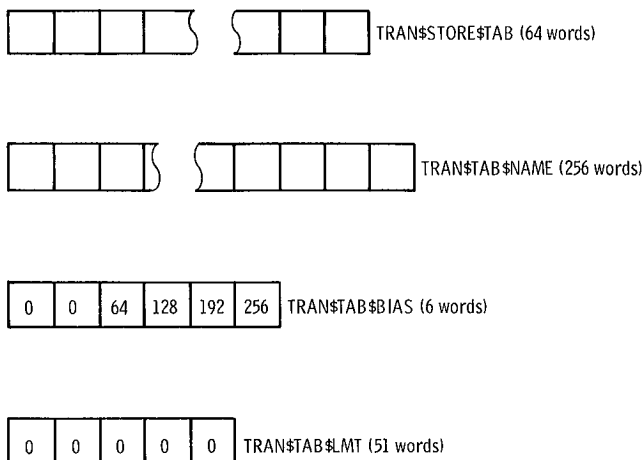 TRAN$STORE$TAB (64 words)
TRAN$TAB$NAME (256 words)
0 0 64 128 192 256 TRAN$TAB$BIAS (6 words)
0 0 0 0 0 TRAN$TAB$LMT (51 words)